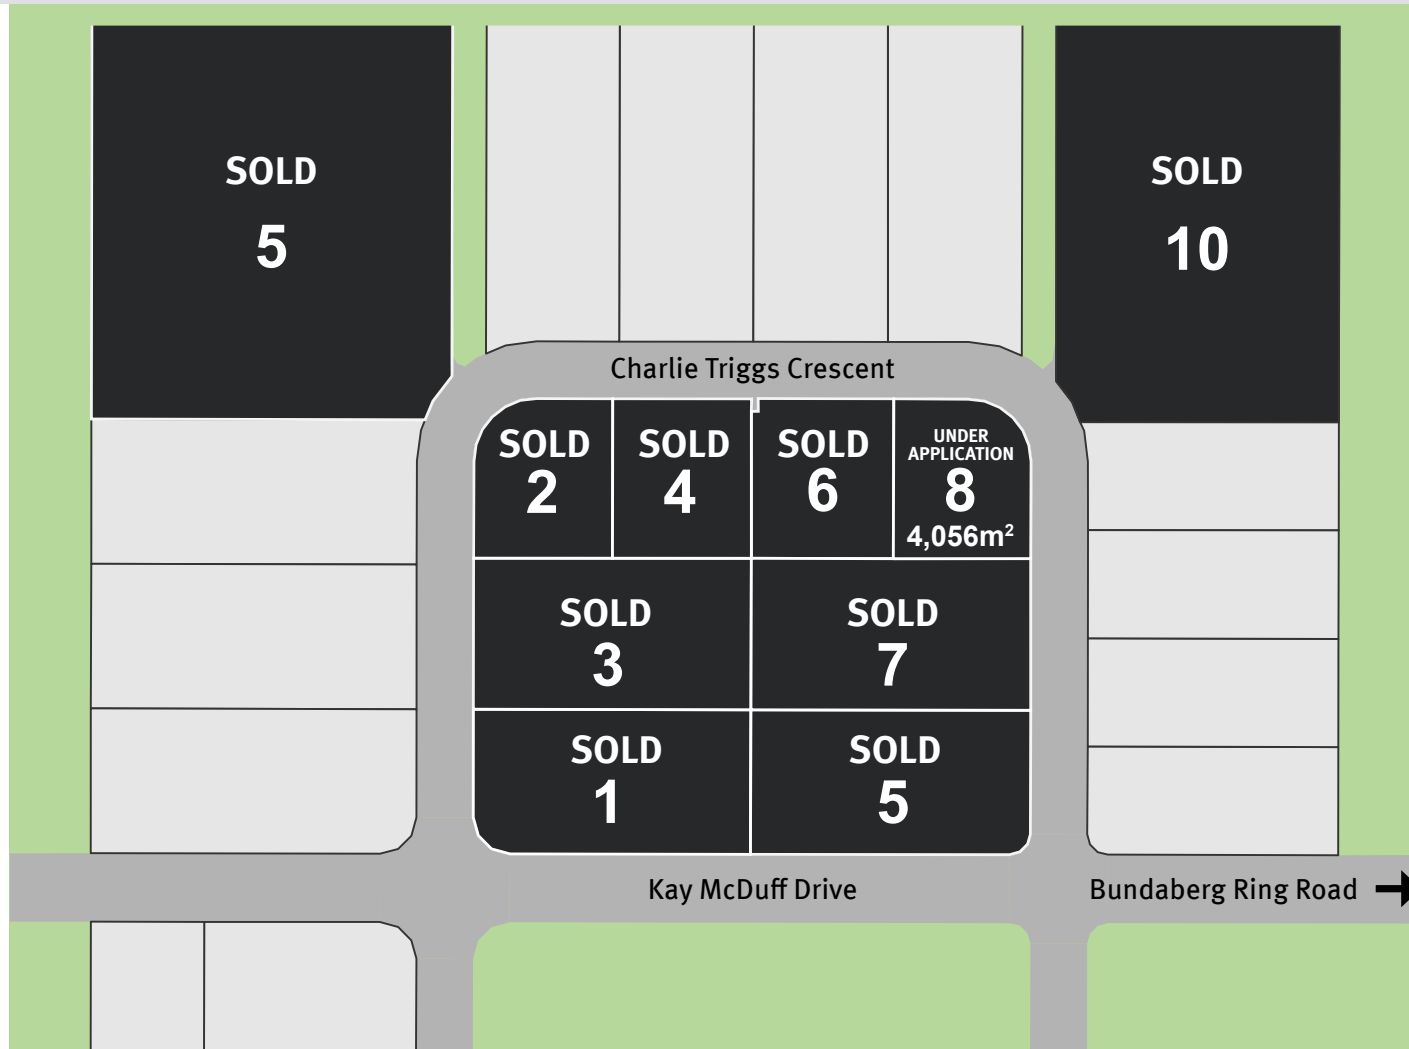 SOLD
5
SOLD
10
Charlie Triggs Crescent
SOLD
2
SOLD
4
SOLD
6
UNDER
APPLICATION
8
4,056m²
SOLD
3
SOLD
7
SOLD
1
SOLD
5
Kay McDuff Drive
Bundaberg Ring Road